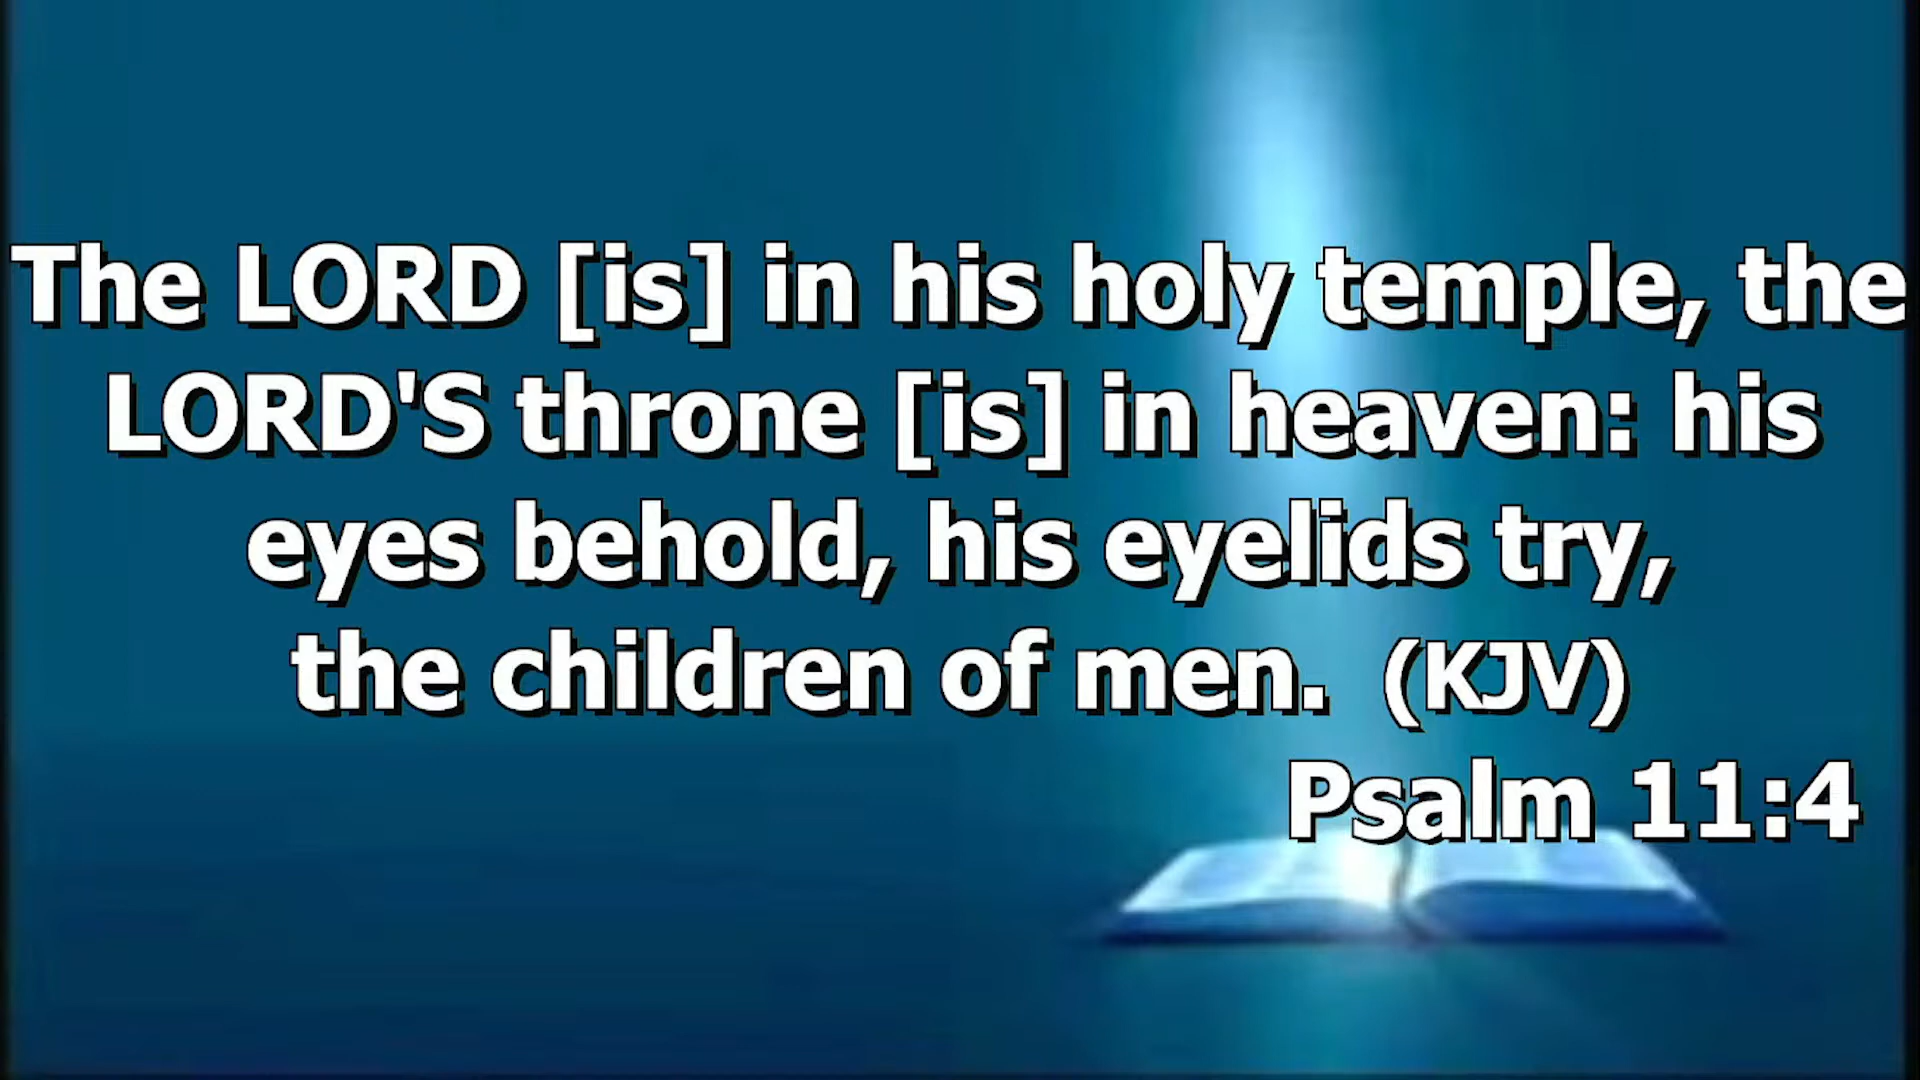 The LORD [is] in his holy temple, the
LORD'S throne [is] in heaven: his
eyes behold, his eyelids try,
the children of men. (KJV)
Psalm 11:4